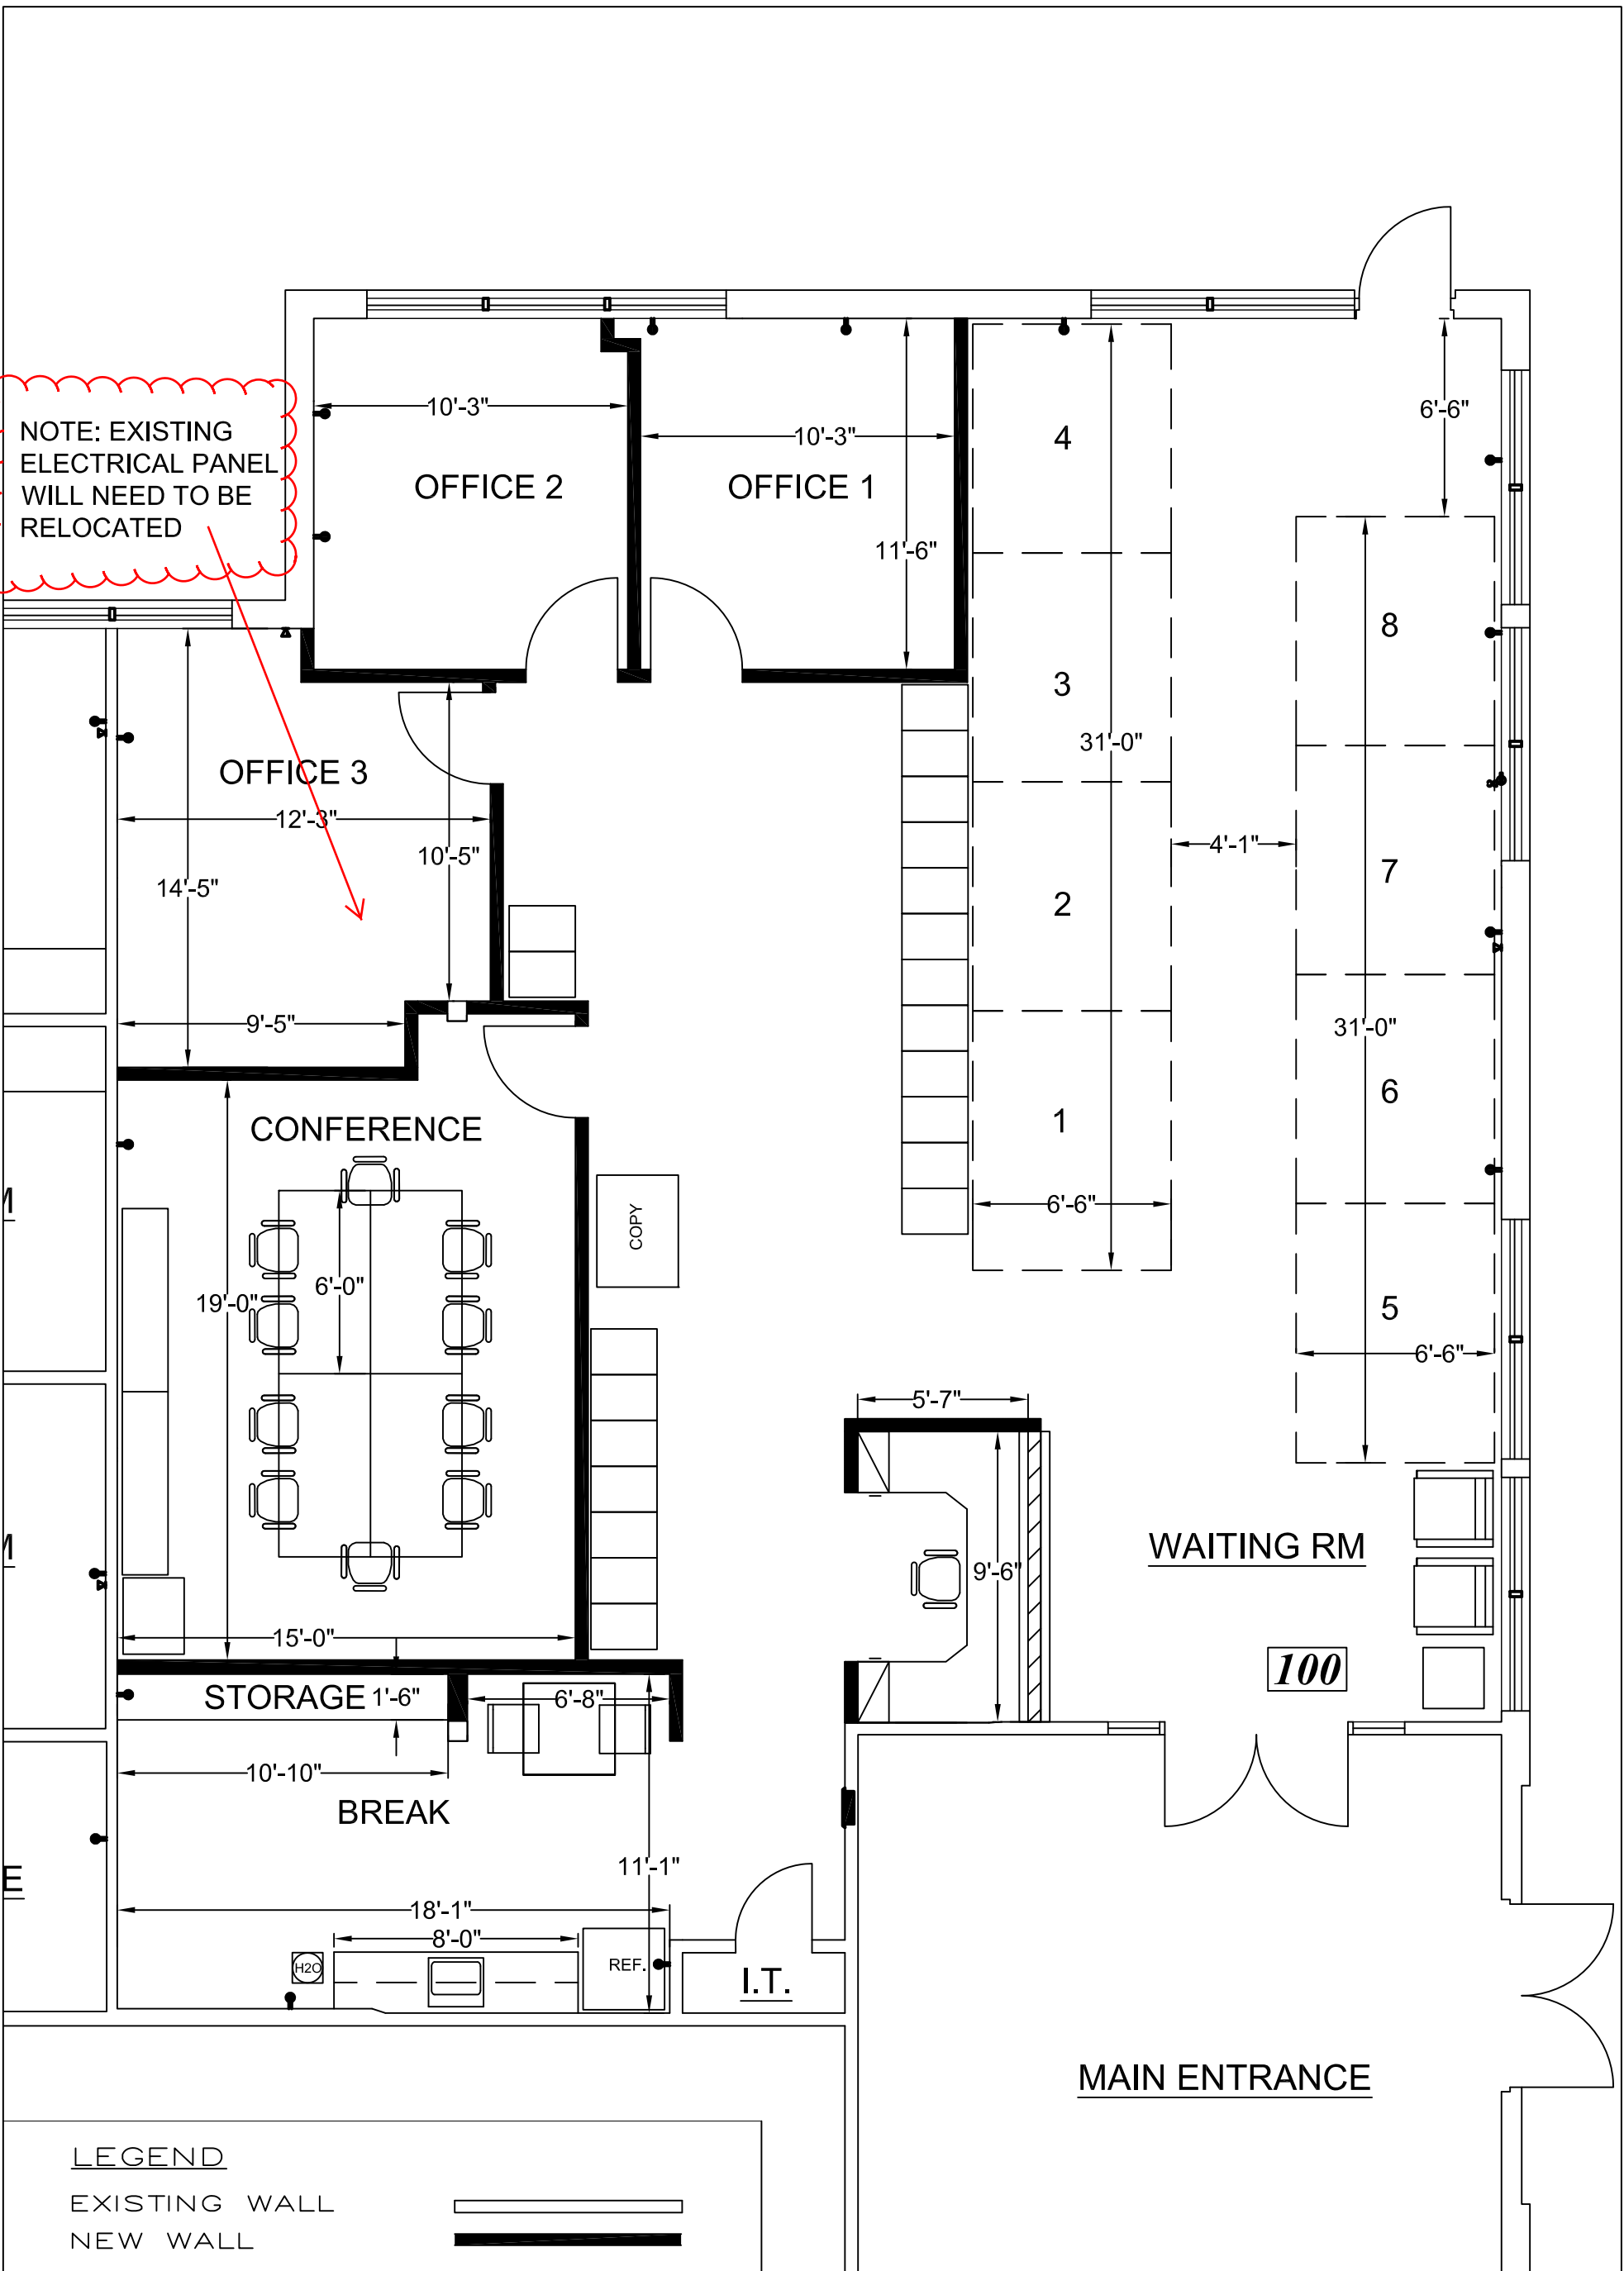 6'-6"
NOTE: EXISTING
ELECTRICAL PANEL
WILL NEED TO BE
RELOCATED
10'-3"
10'-3"
4
OFFICE 2
OFFICE 1
11'-6"
8
3
31'-0"
OFFICE 3
12'-3"
10'-5"
4'-1"
14'-5"
7
2
9'-5"
31'-0"
6
CONFERENCE
1
6'-6"
COPY
6'-0"
19'-0"
5
6'-6"
5'-7"
WAITING RM
9'-6"
15'-0"
100
STORAGE 1'-6"
6'-8"
10'-10"
BREAK
11'-1"
E
18'-1"
8'-0"
H2O
REF.
I.T.
MAIN ENTRANCE
LEGEND
EXISTING WALL
NEW WALL